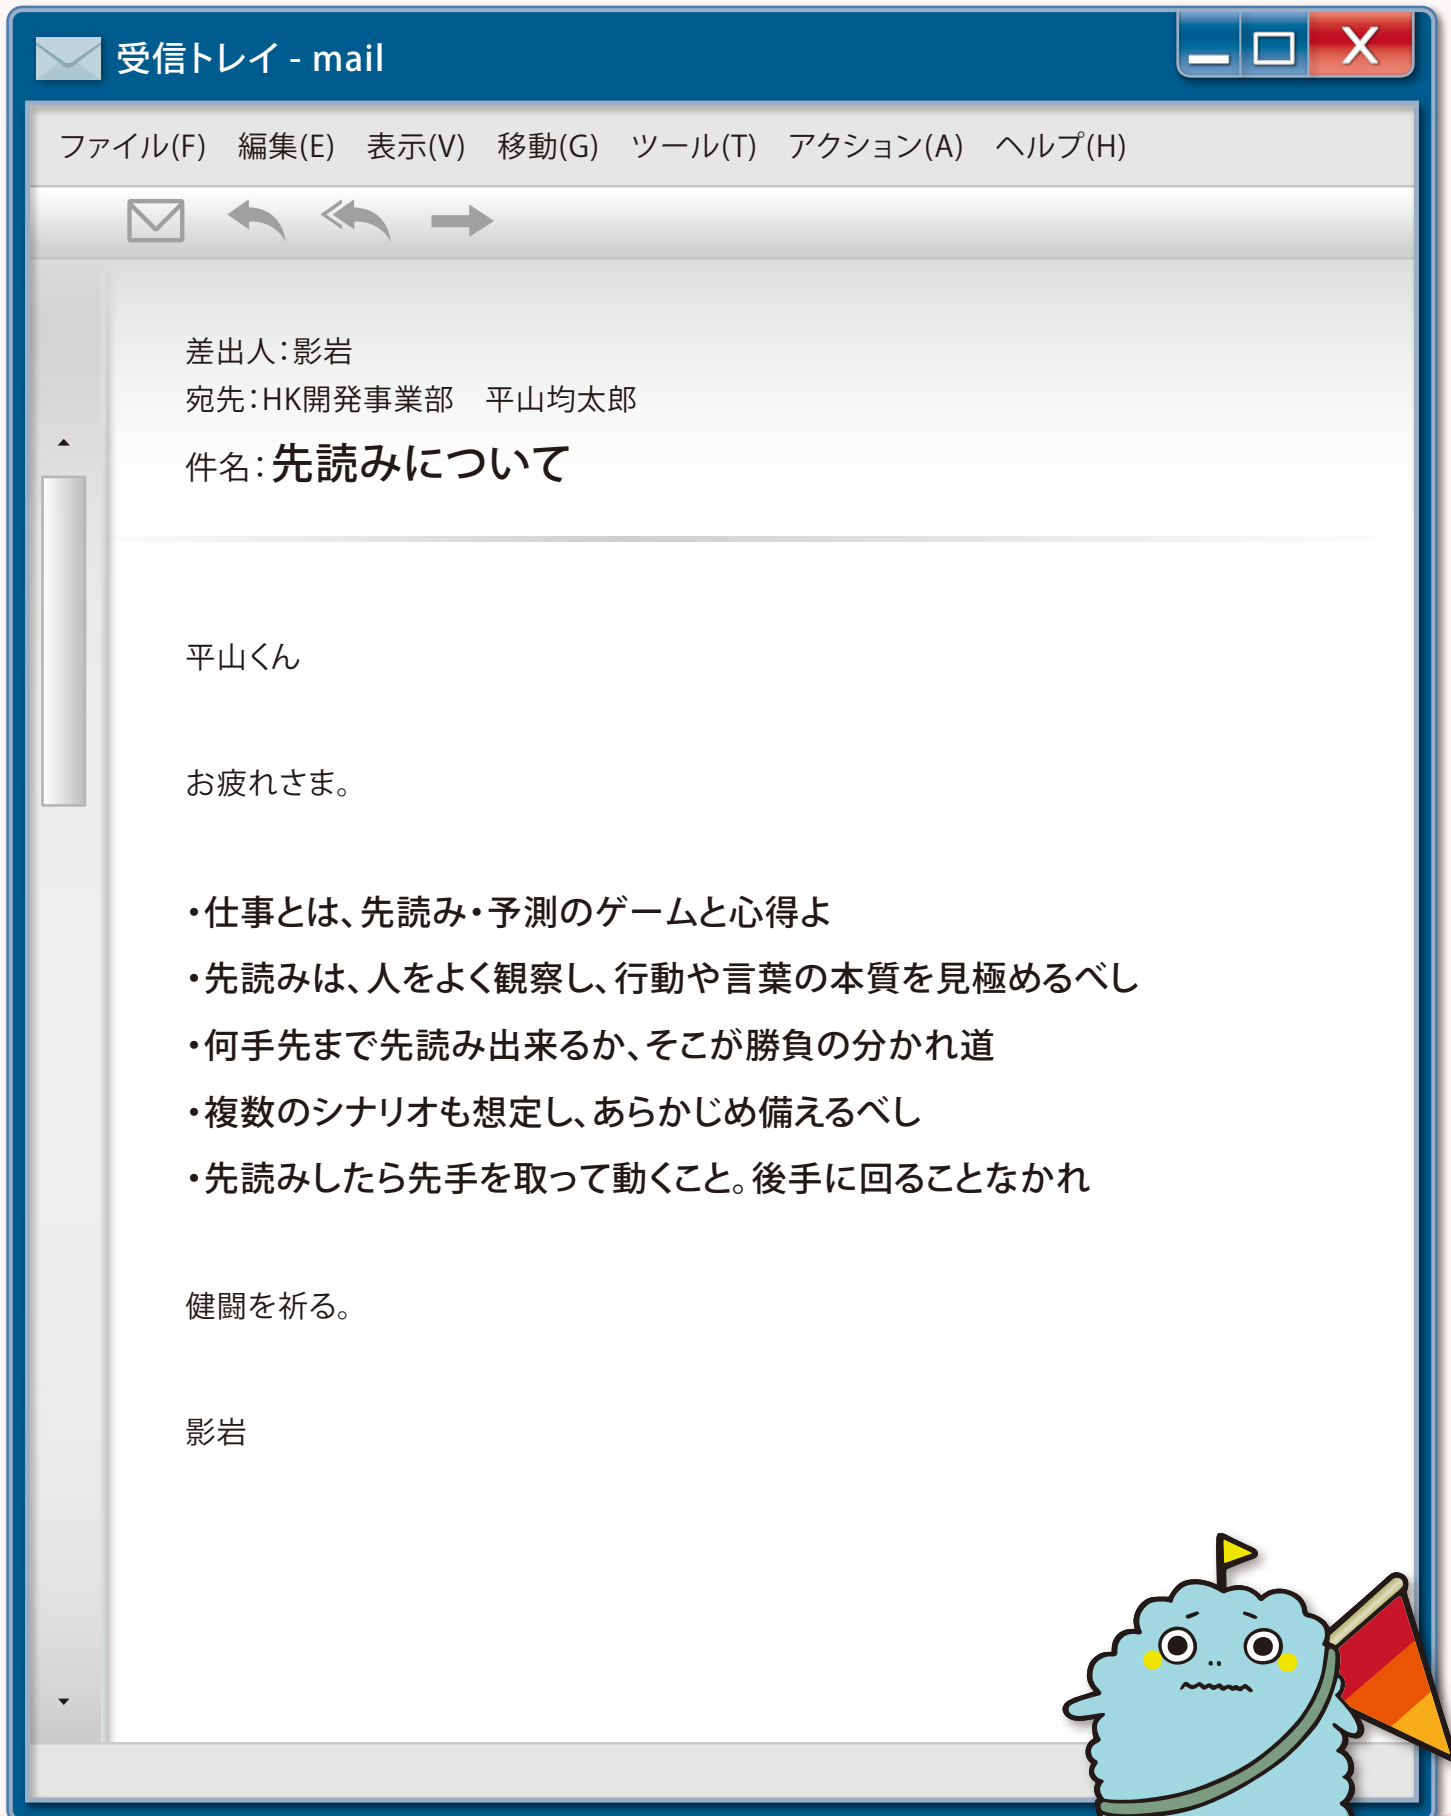 受信トレイ - mail
ファイル(F) 編集(E) 表示(V) 移動(G) ツール(T) アクション(A) ヘルプ(H)
差出人：影岩
宛先：HK開発事業部　平山均太郎
件名：先読みについて
平山くん
お疲れさま。
・仕事とは、先読み・予測のゲームと心得よ
・先読みは、人をよく観察し、行動や言葉の本質を見極めるべし
・何手先まで先読み出来るか、そこが勝負の分かれ道
・複数のシナリオも想定し、あらかじめ備えるべし
・先読みしたら先手を取って動くこと。後手に回ることなかれ
健闘を祈る。
影岩